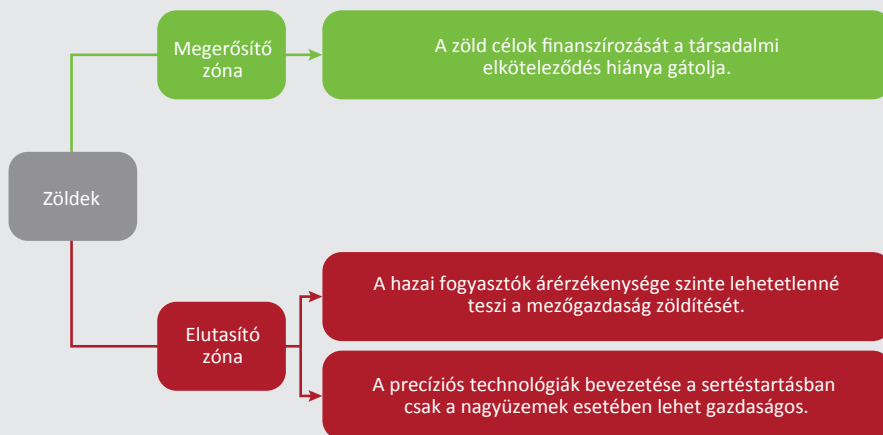 Megerősítő
zóna
A zöld célok finanszírozását a társadalmi
elköteleződés hiánya gátolja.
Zöldek
A hazai fogyasztók árérzékenysége szinte lehetetlenné
teszi a mezőgazdaság zöldítését.
Elutasító
zóna
A precíziós technológiák bevezetése a sertéstartásban
csak a nagyüzemek esetében lehet gazdaságos.